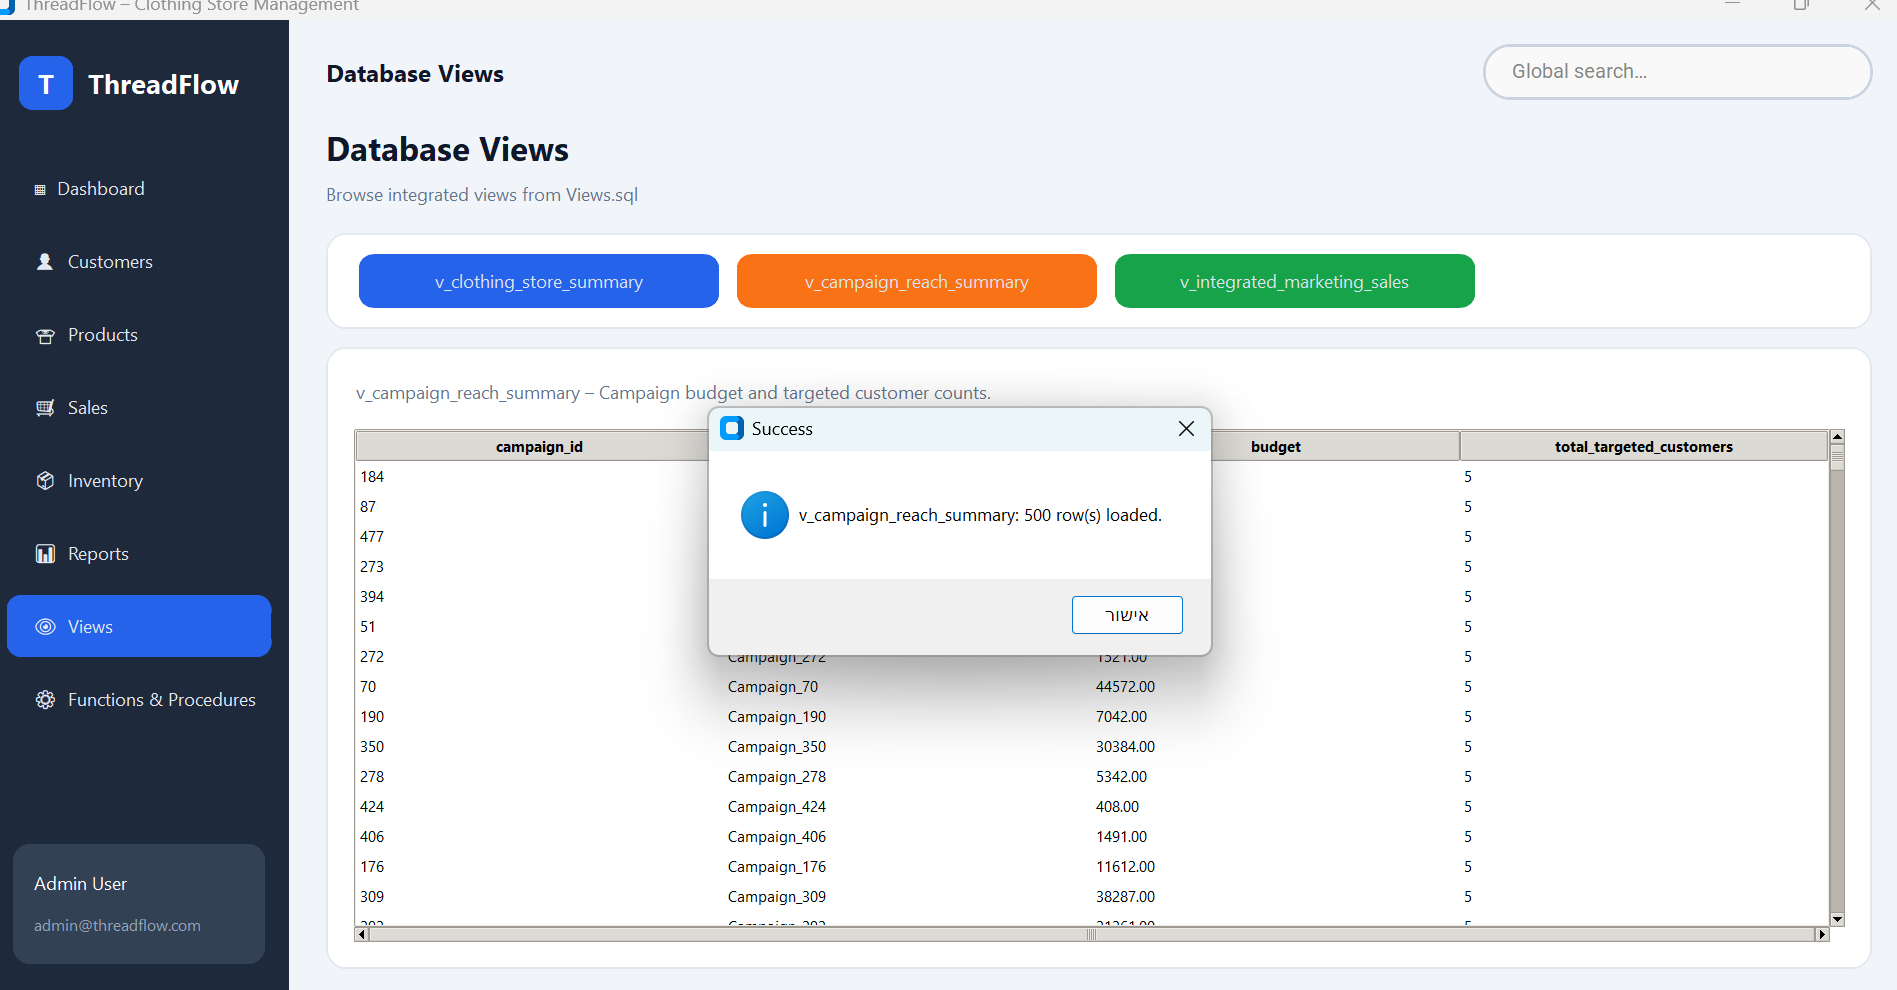 ThreadFlow – Clothing Store Management
T ThreadFlow
Dashboard
Customers
Products
Sales
Inventory
Reports
Views
Functions & Procedures
Admin User
admin@threadflow.com
Database Views
Global search...
Database Views
Browse integrated views from Views.sql
v_clothing_store_summary v_campaign_reach_summary v_integrated_marketing_sales
v_campaign_reach_summary – Campaign budget and targeted customer counts.
campaign_id budget total_targeted_customers
184 5
87 5
477 5
273 5
394 5
51 5
272 Campaign_272 1521.00 5
70 Campaign_70 44572.00 5
190 Campaign_190 7042.00 5
350 Campaign_350 30384.00 5
278 Campaign_278 5342.00 5
424 Campaign_424 408.00 5
406 Campaign_406 1491.00 5
176 Campaign_176 11612.00 5
309 Campaign_309 38287.00 5
Success
v_campaign_reach_summary: 500 row(s) loaded.
אישור